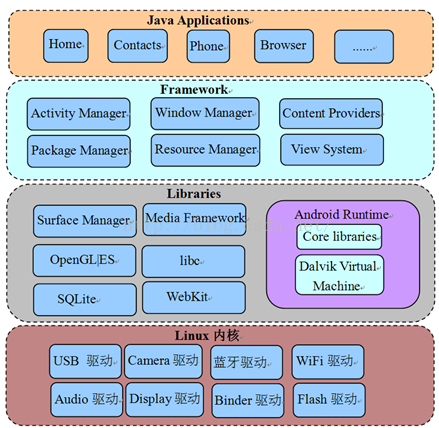 Java Applications
Home Contacts Phone Browser ......
Framework
Activity Manager Window Manager Content Providers
Package Manager Resource Manager View System
Libraries
Surface Manager Media Framework Android Runtime
Core libraries
OpenGL|ES libc Dalvik Virtual
Machine
SQLite WebKit
Linux 内核
USB 驱动 Camera 驱动 蓝牙驱动 WiFi 驱动
Audio 驱动 Display 驱动 Binder 驱动 Flash 驱动